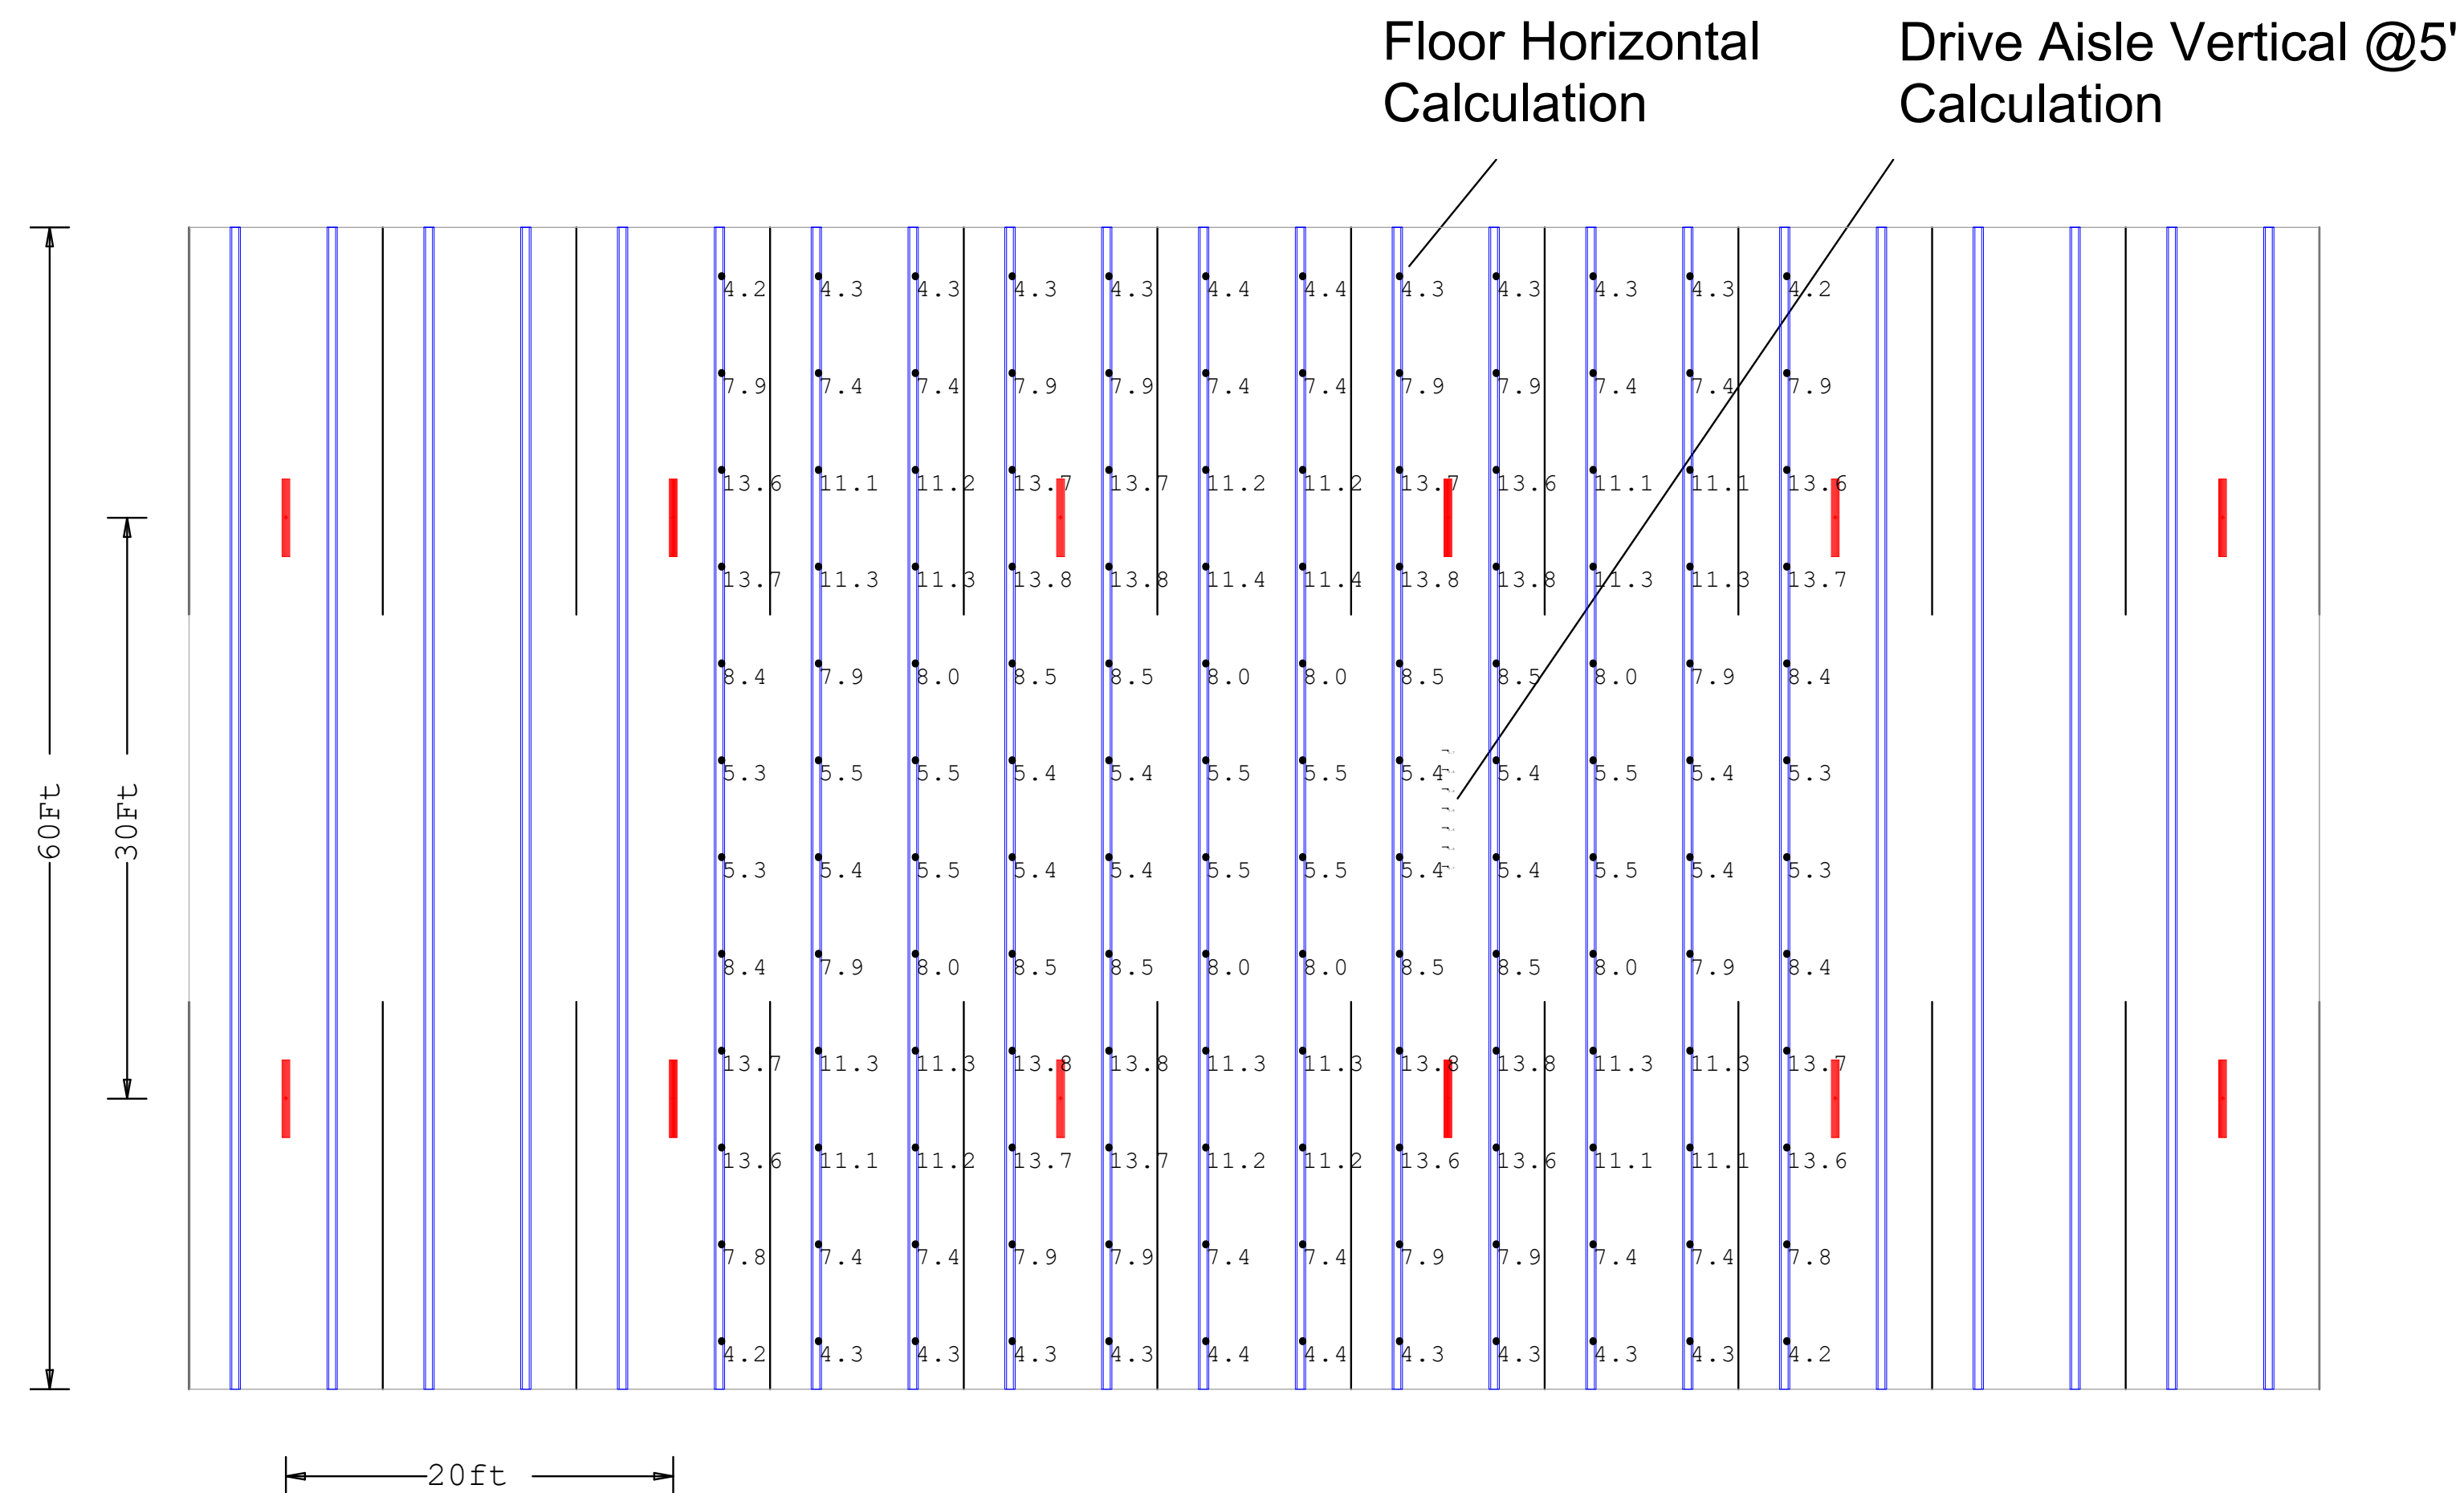 Floor Horizontal
Calculation
Drive Aisle Vertical @5'
Calculation
4.2 4.3 4.3 4.3 4.3 4.4 4.4 4.3 4.3 4.3 4.3 4.2
7.9 7.4 7.4 7.9 7.9 7.4 7.4 7.9 7.9 7.4 7.4 7.9
13.6 11.1 11.2 13.7 13.7 11.2 11.2 13.7 13.6 11.1 11.1 13.6
13.7 11.3 11.3 13.8 13.8 11.4 11.4 13.8 13.8 11.3 11.3 13.7
8.4 7.9 8.0 8.5 8.5 8.0 8.0 8.5 8.5 8.0 7.9 8.4
5.3 5.5 5.5 5.4 5.4 5.5 5.5 5.4 5.4 5.5 5.4 5.3
60Ft
30Ft
5.3 5.4 5.5 5.4 5.4 5.5 5.5 5.4 5.4 5.5 5.4 5.3
8.4 7.9 8.0 8.5 8.5 8.0 8.0 8.5 8.5 8.0 7.9 8.4
13.7 11.3 11.3 13.8 13.8 11.3 11.3 13.8 13.8 11.3 11.3 13.7
13.6 11.1 11.2 13.7 13.7 11.2 11.2 13.6 13.6 11.1 11.1 13.6
7.8 7.4 7.4 7.9 7.9 7.4 7.4 7.9 7.9 7.4 7.4 7.8
4.2 4.3 4.3 4.3 4.3 4.4 4.4 4.3 4.3 4.3 4.3 4.2
20ft